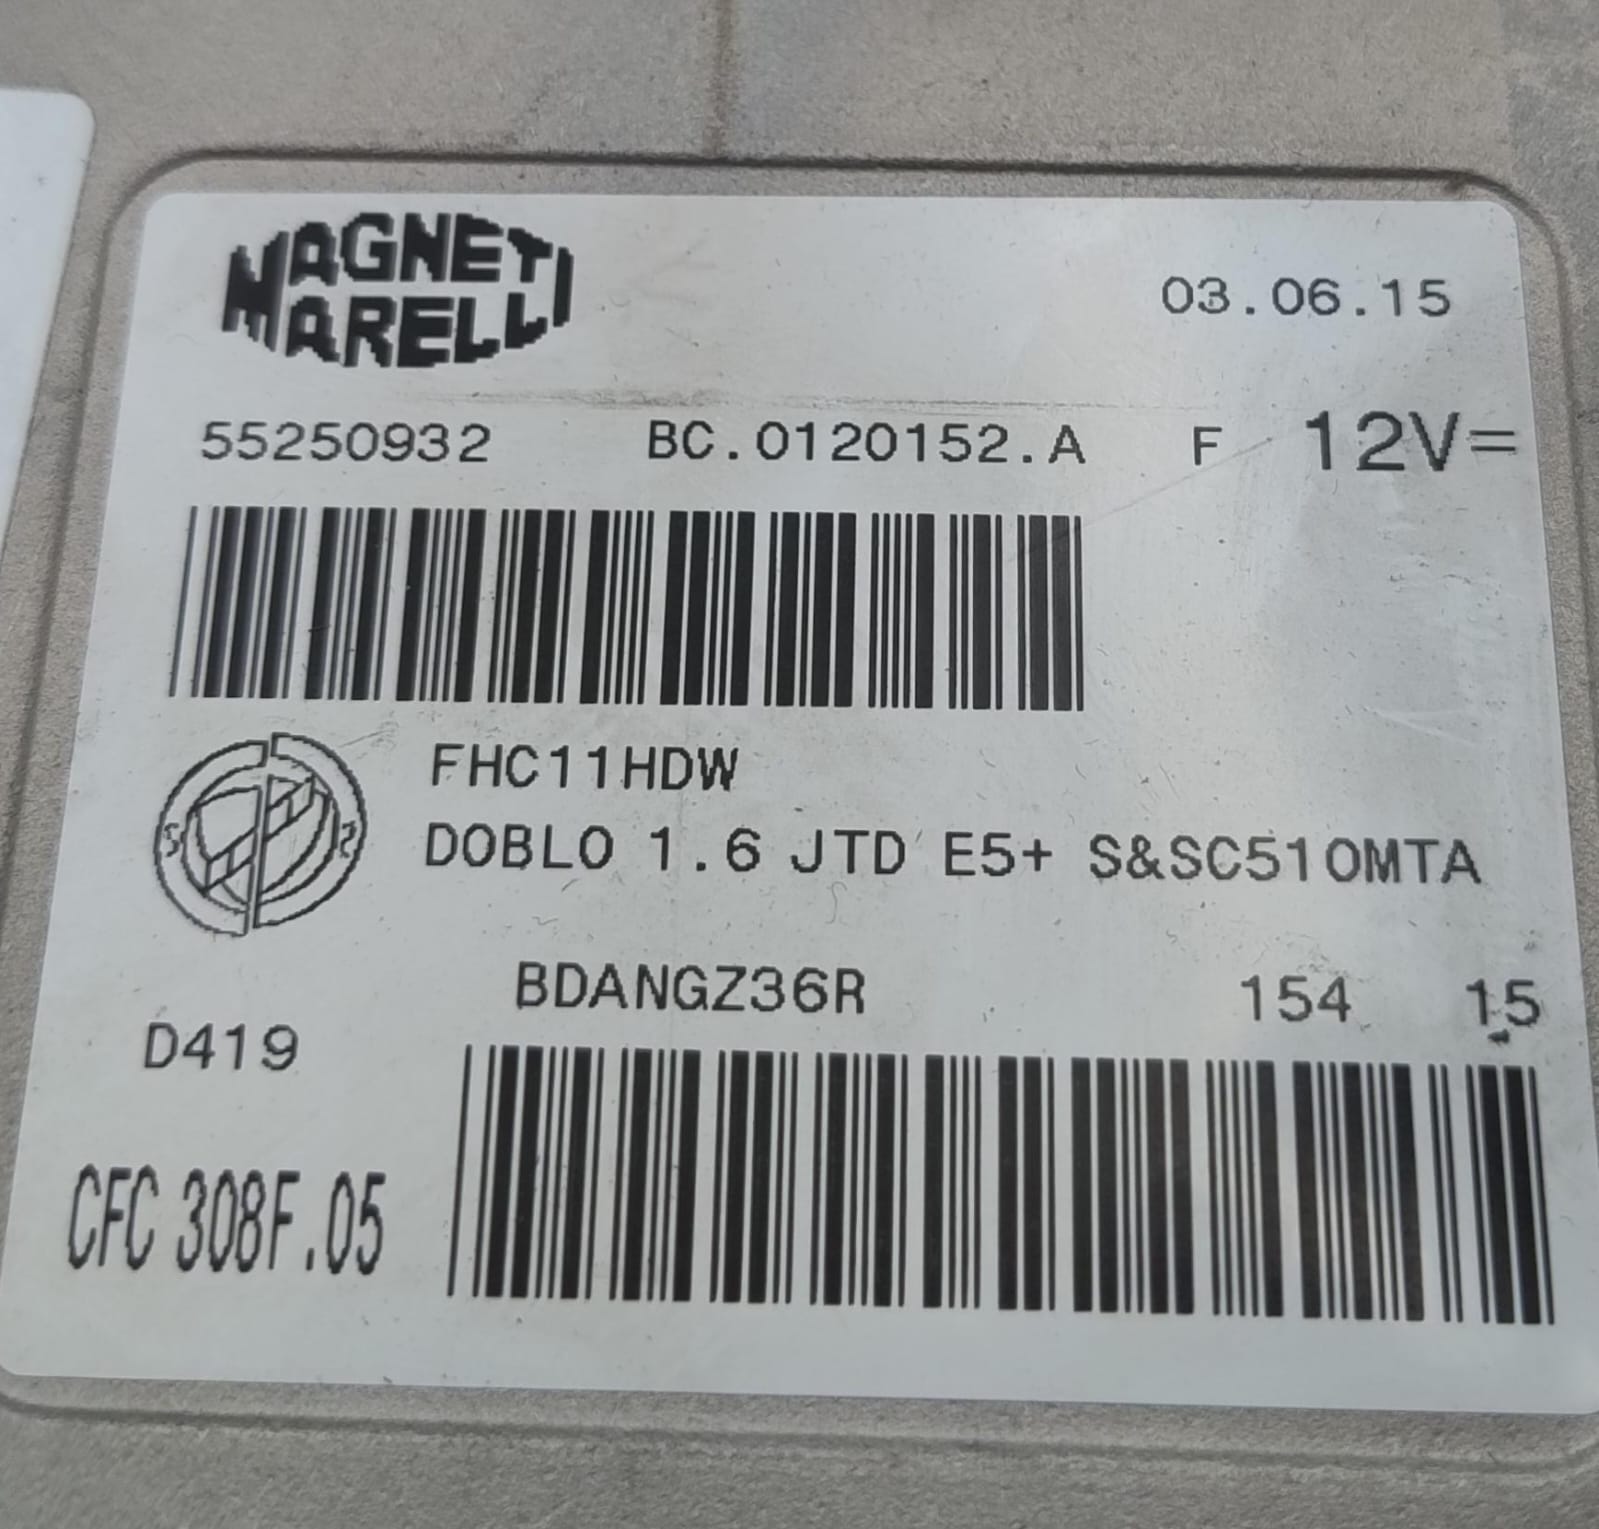 MAGNETI
MARELLI
03.06.15
55250932 BC.0120152.A F 12V=
FHC11HDW
DOBLO 1.6 JTD E5+ S&SC510MTA
BDANGZ36R 154 15
D419
CFC 308F.05